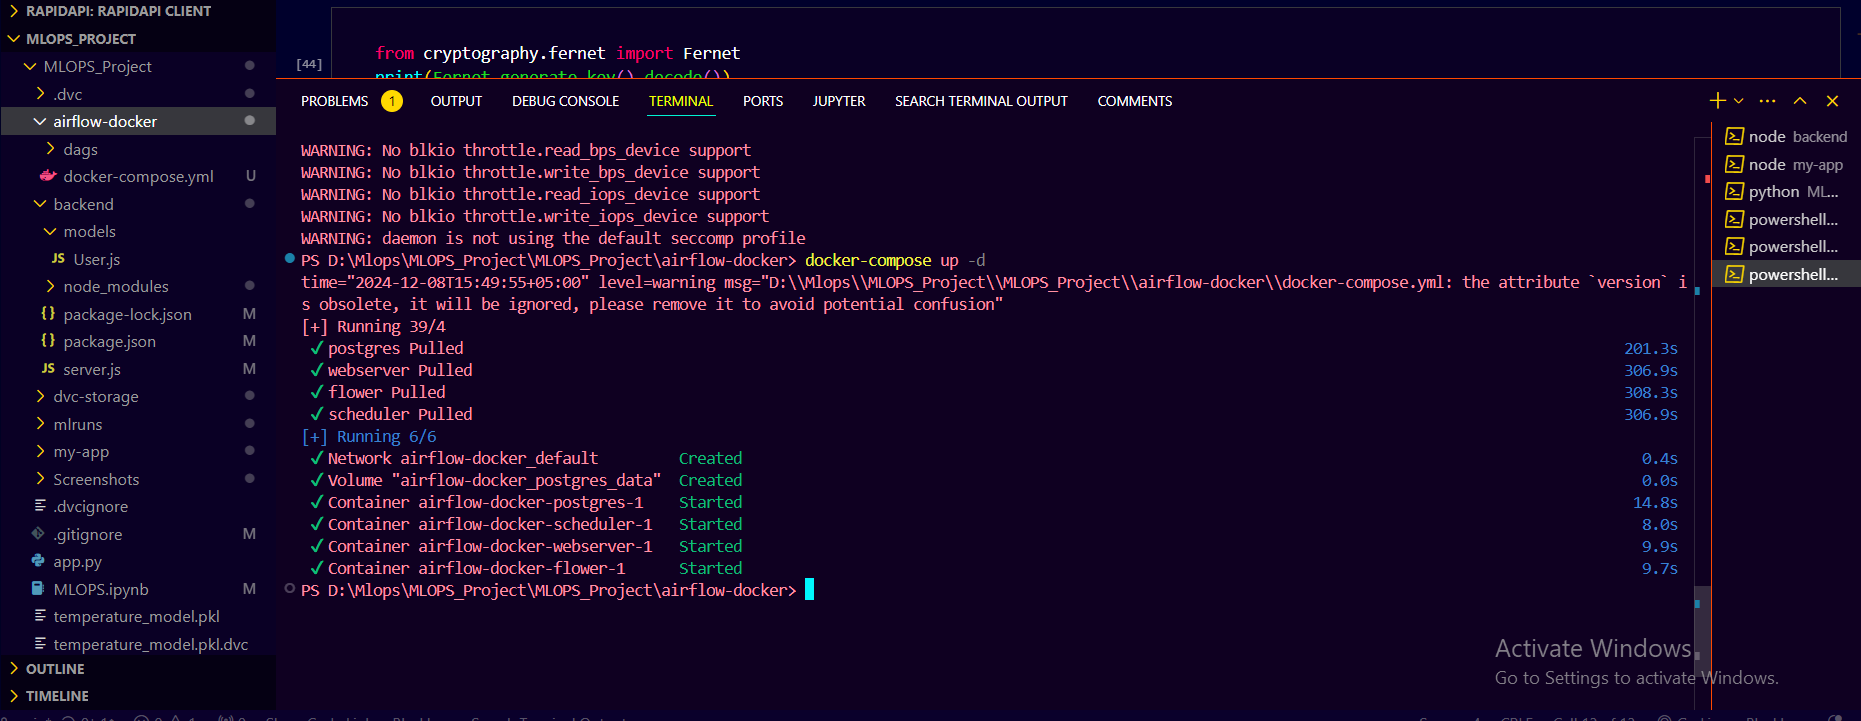 RAPIDAPI: RAPIDAPI CLIENT
MLOPS_PROJECT
MLOPS_Project
.dvc
airflow-docker
dags
docker-compose.yml U
backend
models
JS User.js
node_modules
{} package-lock.json M
{} package.json M
JS server.js M
dvc-storage
mlruns
my-app
Screenshots
.dvcignore
.gitignore M
app.py
MLOPS.ipynb M
temperature_model.pkl
temperature_model.pkl.dvc
OUTLINE
TIMELINE
from cryptography.fernet import Fernet
[44]
print(Fernet.generate_key().decode())
PROBLEMS 1 OUTPUT DEBUG CONSOLE TERMINAL PORTS JUPYTER SEARCH TERMINAL OUTPUT COMMENTS
WARNING: No blkio throttle.read_bps_device support
WARNING: No blkio throttle.write_bps_device support
WARNING: No blkio throttle.read_iops_device support
WARNING: No blkio throttle.write_iops_device support
WARNING: daemon is not using the default seccomp profile
PS D:\Mlops\MLOPS_Project\MLOPS_Project\airflow-docker> docker-compose up -d
time="2024-12-08T15:49:55+05:00" level=warning msg="D:\\Mlops\\MLOPS_Project\\MLOPS_Project\\airflow-docker\\docker-compose.yml: the attribute `version` i
s obsolete, it will be ignored, please remove it to avoid potential confusion"
[+] Running 39/4
✓ postgres Pulled 201.3s
✓ webserver Pulled 306.9s
✓ flower Pulled 308.3s
✓ scheduler Pulled 306.9s
[+] Running 6/6
✓ Network airflow-docker_default Created 0.4s
✓ Volume "airflow-docker_postgres_data" Created 0.0s
✓ Container airflow-docker-postgres-1 Started 14.8s
✓ Container airflow-docker-scheduler-1 Started 8.0s
✓ Container airflow-docker-webserver-1 Started 9.9s
✓ Container airflow-docker-flower-1 Started 9.7s
PS D:\Mlops\MLOPS_Project\MLOPS_Project\airflow-docker>
node backend
node my-app
python ML...
powershell...
powershell...
powershell...
Activate Windows
Go to Settings to activate Windows.